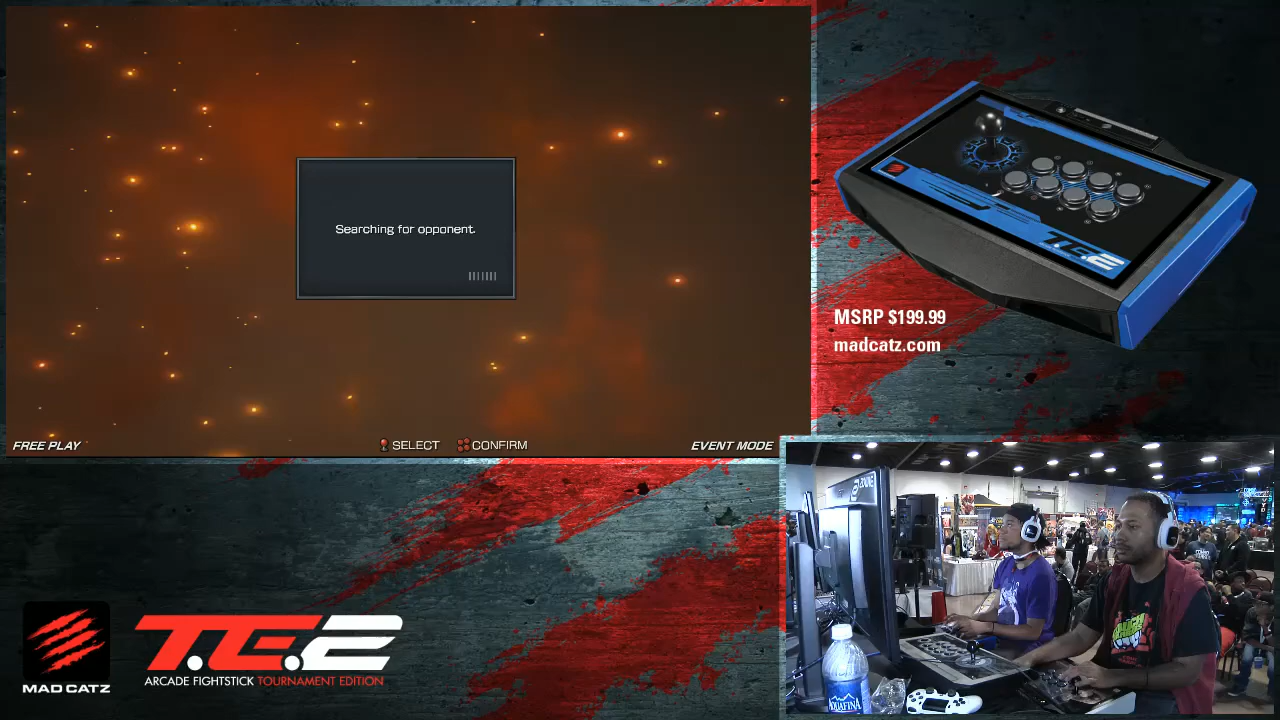 Searching for opponent.
FREE PLAY
SELECT
CONFIRM
EVENT MODE
T.E.2
MSRP $199.99
madcatz.com
MAD CATZ
T.E.2
ARCADE FIGHTSTICK TOURNAMENT EDITION
AQUAFINA